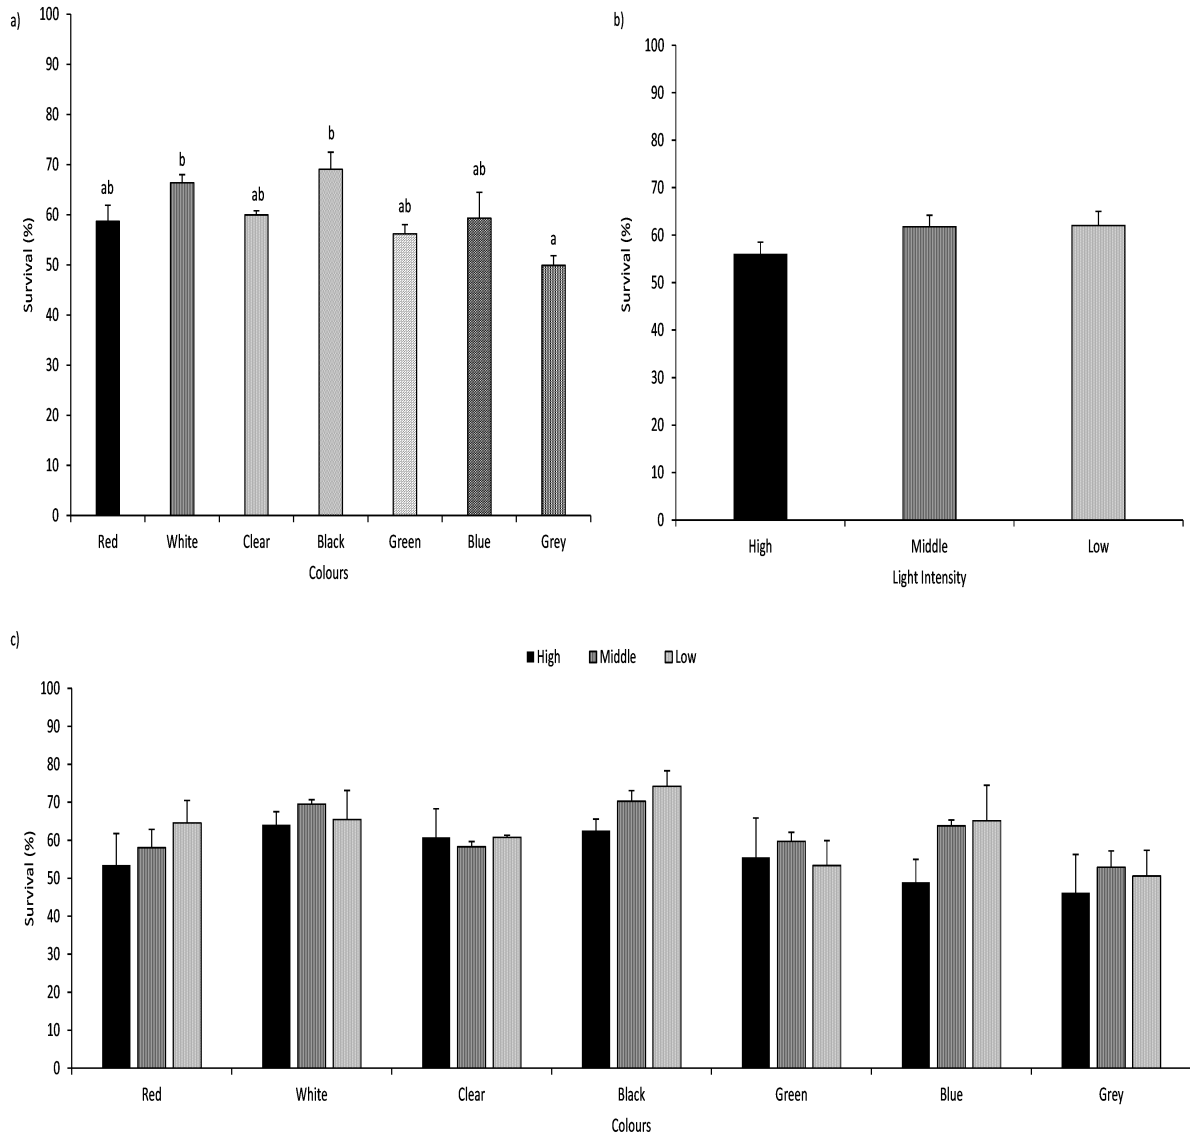 a)
100
90
80
70
60
50
40
30
20
10
0
Survival (%)
ab
b
ab
b
ab
ab
a
Red White Clear Black Green Blue Grey
Colours
b)
100
90
80
70
60
50
40
30
20
10
0
Survival (%)
High Middle Low
Light Intensity
c)
High Middle Low
100
90
80
70
60
50
40
30
20
10
0
Survival (%)
Red White Clear Black Green Blue Grey
Colours